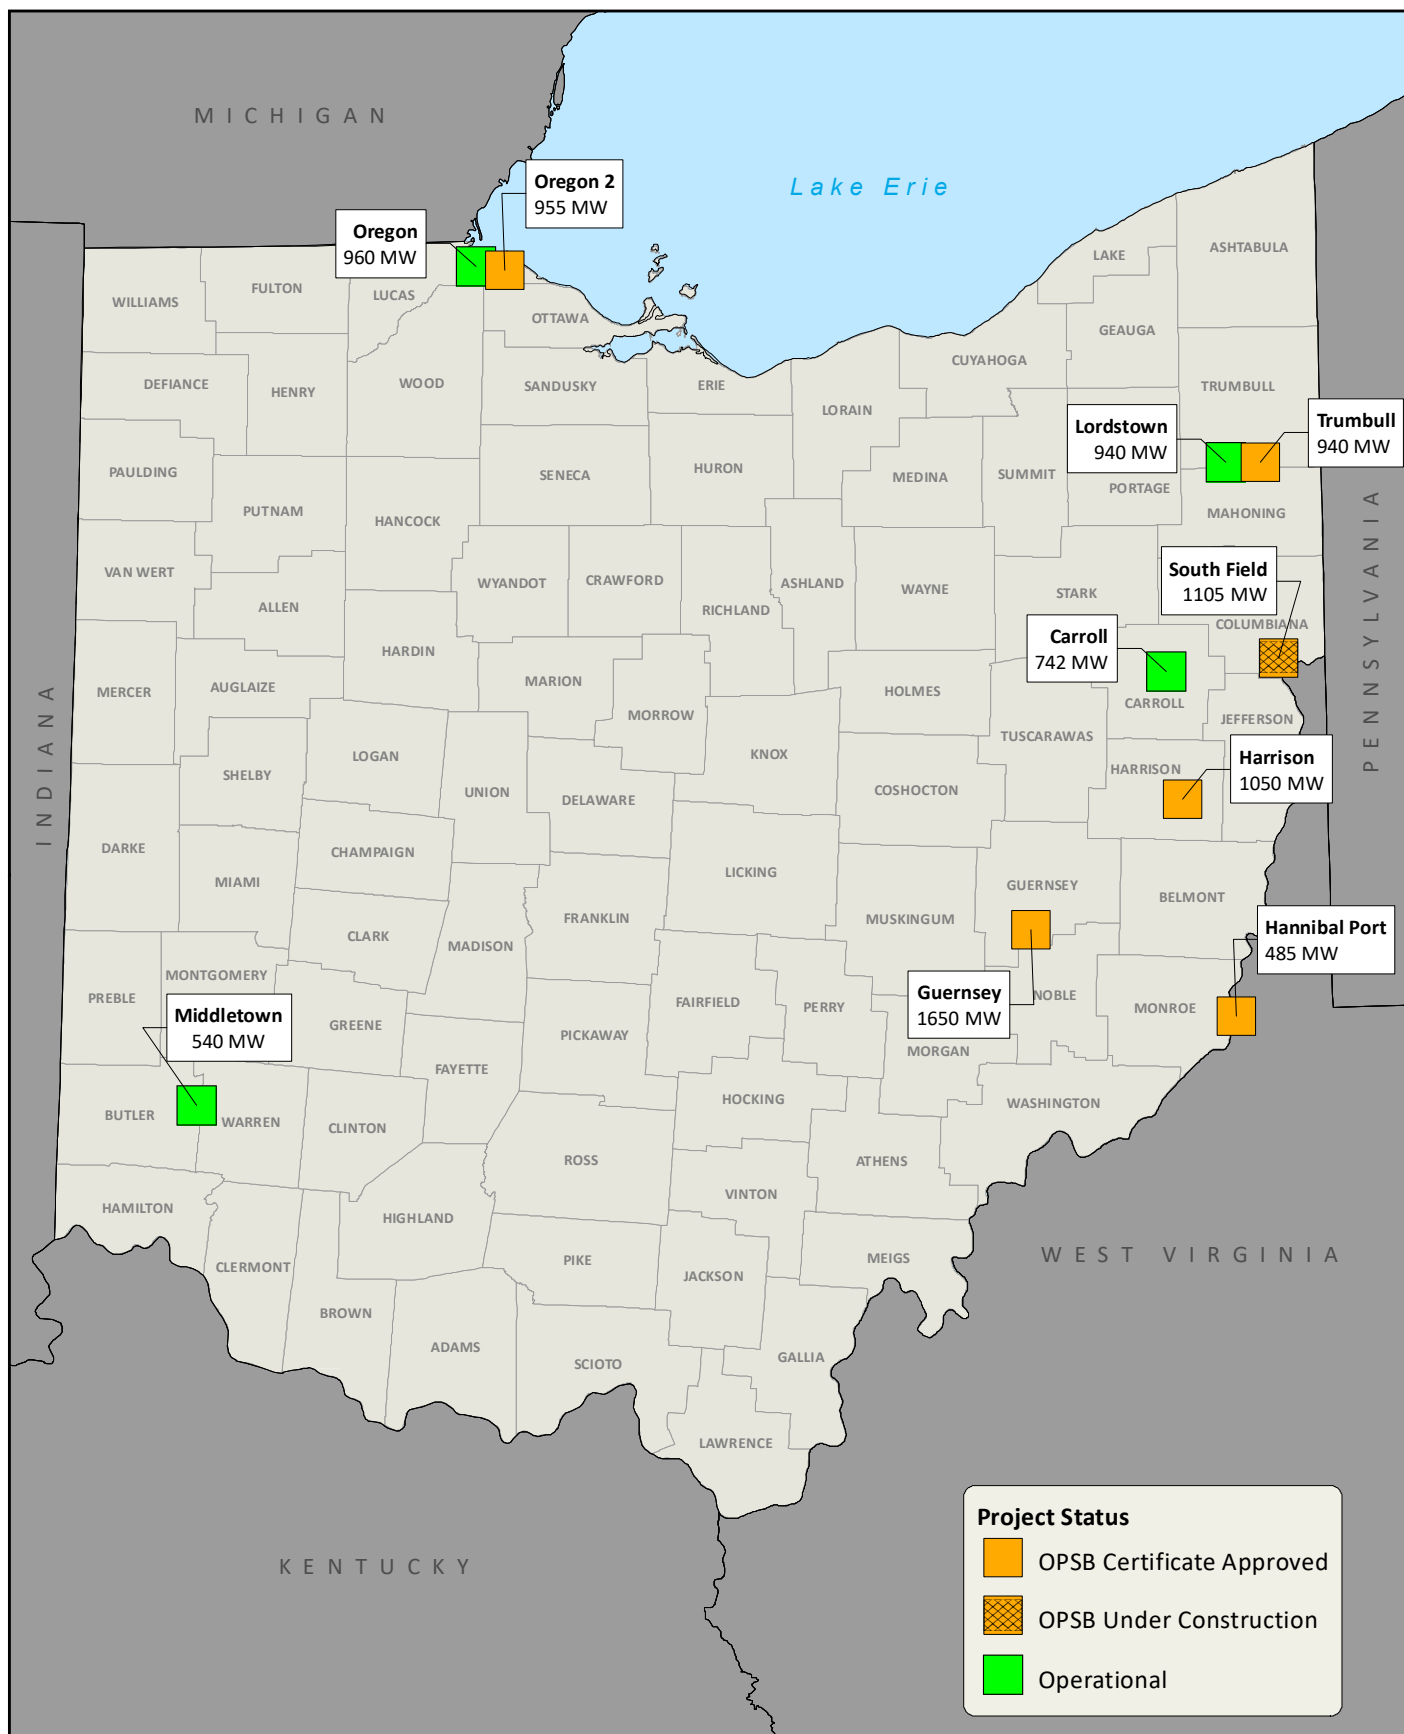 MICHIGAN
Lake Erie
Oregon 2
955 MW
Oregon
960 MW
ASHTABULA
LAKE
WILLIAMS
FULTON
LUCAS
OTTAWA
GEAUGA
CUYAHOGA
DEFIANCE
HENRY
WOOD
SANDUSKY
ERIE
TRUMBULL
LORAIN
Lordstown
940 MW
Trumbull
940 MW
PAULDING
SENECA
HURON
MEDINA
SUMMIT
PORTAGE
PUTNAM
HANCOCK
MAHONING
PENNSYLVANIA
VAN WERT
WYANDOT
CRAWFORD
ASHLAND
WAYNE
STARK
South Field
1105 MW
ALLEN
RICHLAND
COLUMBIANA
HARDIN
Carroll
742 MW
MERCER
AUGLAIZE
MARION
HOLMES
CARROLL
INDIANA
MORROW
JEFFERSON
TUSCARAWAS
LOGAN
KNOX
HARRISON
Harrison
1050 MW
SHELBY
UNION
DELAWARE
COSHOCTON
DARKE
CHAMPAIGN
MIAMI
LICKING
GUERNSEY
BELMONT
FRANKLIN
MUSKINGUM
CLARK
MADISON
Hannibal Port
485 MW
MONTGOMERY
PREBLE
FAIRFIELD
PERRY
Guernsey
1650 MW
NOBLE
MONROE
Middletown
540 MW
GREENE
PICKAWAY
MORGAN
FAYETTE
HOCKING
WASHINGTON
BUTLER
WARREN
CLINTON
ROSS
ATHENS
VINTON
HAMILTON
HIGHLAND
WEST VIRGINIA
CLERMONT
PIKE
JACKSON
MEIGS
BROWN
ADAMS
SCIOTO
GALLIA
LAWRENCE
KENTUCKY
Project Status
OPSB Certificate Approved
OPSB Under Construction
Operational